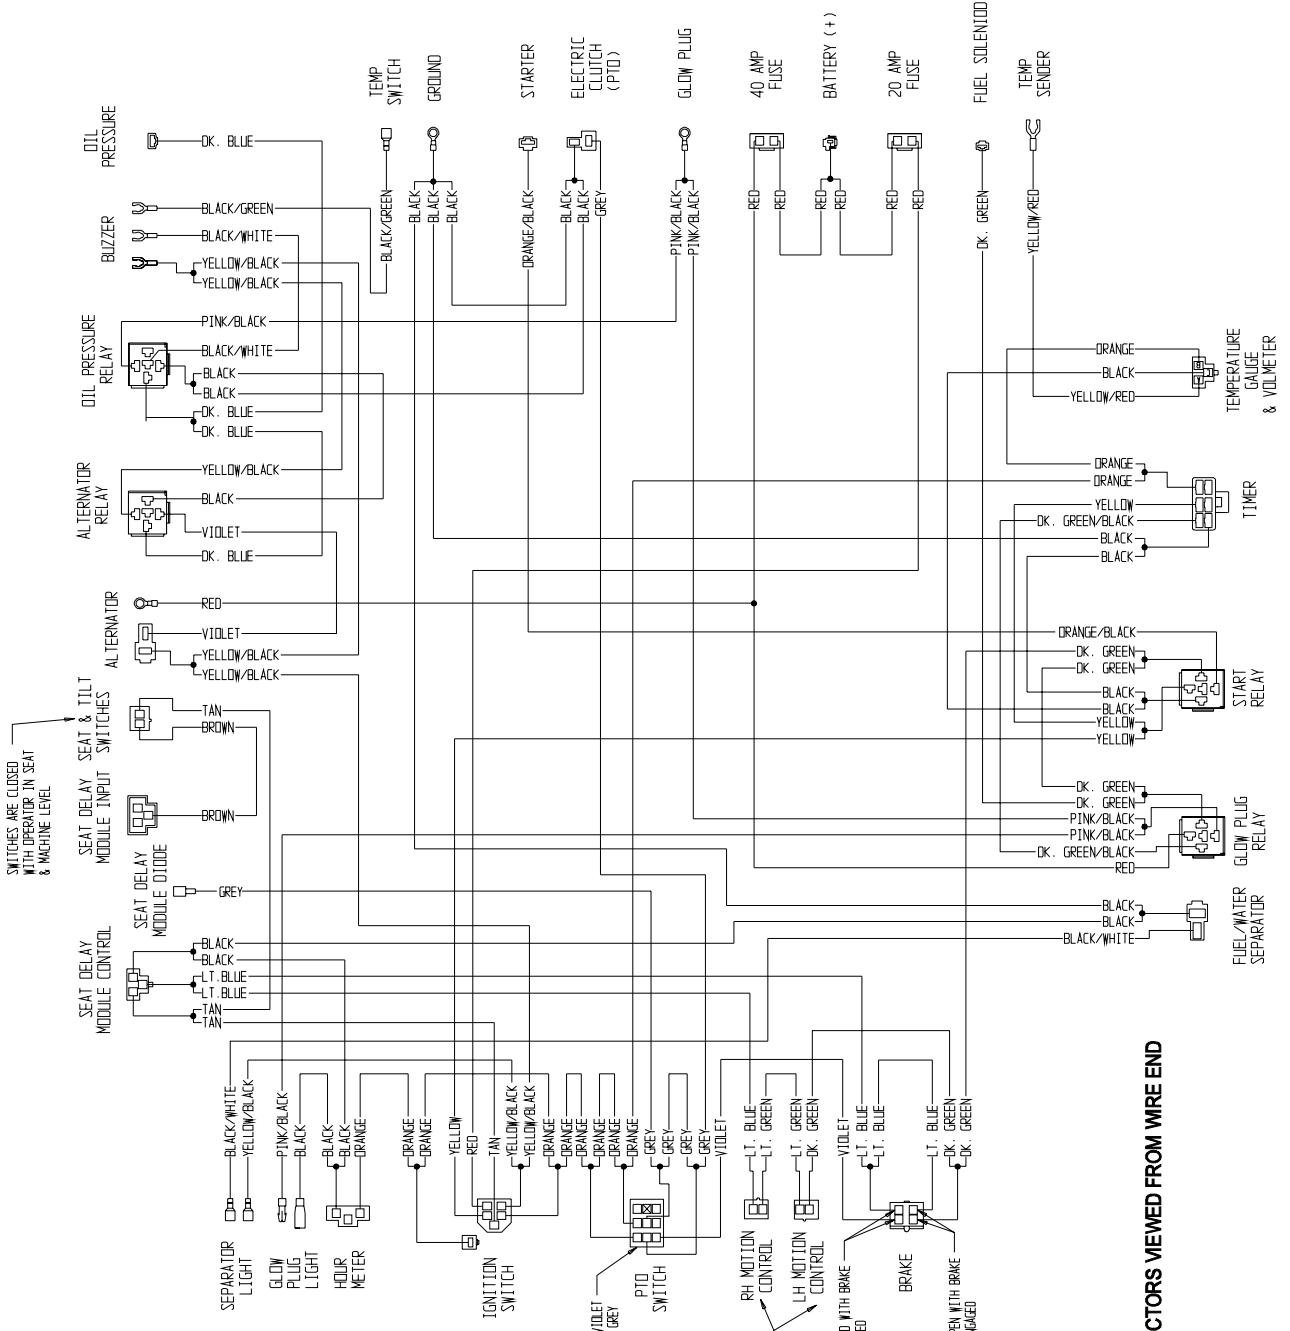 OIL
PRESSURE
TEMP
SWITCH
GROUND
STARTER
ELECTRIC
CLUTCH
(PTO)
GLOW PLUG
40 AMP
FUSE
BATTERY (+)
20 AMP
FUSE
FUEL SOLENIOD
TEMP
SENDER
DK. BLUE
BUZZER
BLACK/GREEN
BLACK/WHITE
YELLOW/BLACK
YELLOW/BLACK
BLACK/GREEN
BLACK
BLACK
BLACK
ORANGE/BLACK
BLACK
BLACK
GREY
PINK/BLACK
PINK/BLACK
RED
RED
RED
RED
RED
RED
DK. GREEN
YELLOW/RED
OIL PRESSURE
RELAY
PINK/BLACK
BLACK/WHITE
BLACK
BLACK
DK. BLUE
DK. BLUE
ORANGE
BLACK
YELLOW/RED
TEMPERATURE
GAUGE
& VOLMETER
ALTERNATOR
RELAY
YELLOW/BLACK
BLACK
VIOLET
DK. BLUE
ORANGE
ORANGE
YELLOW
DK. GREEN/BLACK
BLACK
BLACK
TIMER
ALTERNATOR
RED
VIOLET
YELLOW/BLACK
YELLOW/BLACK
ORANGE/BLACK
DK. GREEN
DK. GREEN
BLACK
BLACK
YELLOW
YELLOW
START
RELAY
SEAT & TILT
SWITCHES
TAN
BROWN
SWITCHES ARE CLOSED
WITH OPERATOR IN SEAT
& MACHINE LEVEL
SEAT DELAY
MODULE INPUT
BROWN
DK. GREEN
DK. GREEN
PINK/BLACK
PINK/BLACK
DK. GREEN/BLACK
RED
GLOW PLUG
RELAY
SEAT DELAY
MODULE DIODE
GREY
BLACK
BLACK
BLACK/WHITE
FUEL/WATER
SEPARATOR
SEAT DELAY
MODULE CONTROL
BLACK
BLACK
LT.BLUE
LT.BLUE
TAN
TAN
BLACK/WHITE
YELLOW/BLACK
PINK/BLACK
BLACK
BLACK
BLACK
ORANGE
ORANGE
ORANGE
YELLOW
RED
TAN
YELLOW/BLACK
YELLOW/BLACK
ORANGE
ORANGE
ORANGE
ORANGE
ORANGE
GREY
GREY
GREY
GREY
VIOLET
LT. BLUE
LT. GREEN
LT. GREEN
DK. GREEN
VIOLET
LT. BLUE
LT. BLUE
LT. BLUE
DK. GREEN
DK. GREEN
SEPARATOR
LIGHT
GLOW
PLUG
LIGHT
HOUR
METER
IGNITION
SWITCH
VIOLET
GREY
PTO
SWITCH
RH MOTION
CONTROL
LH MOTION
CONTROL
D WITH BRAKE
ED
BRAKE
PEN WITH BRAKE
NGAGED
CTORS VIEWED FROM WIRE END